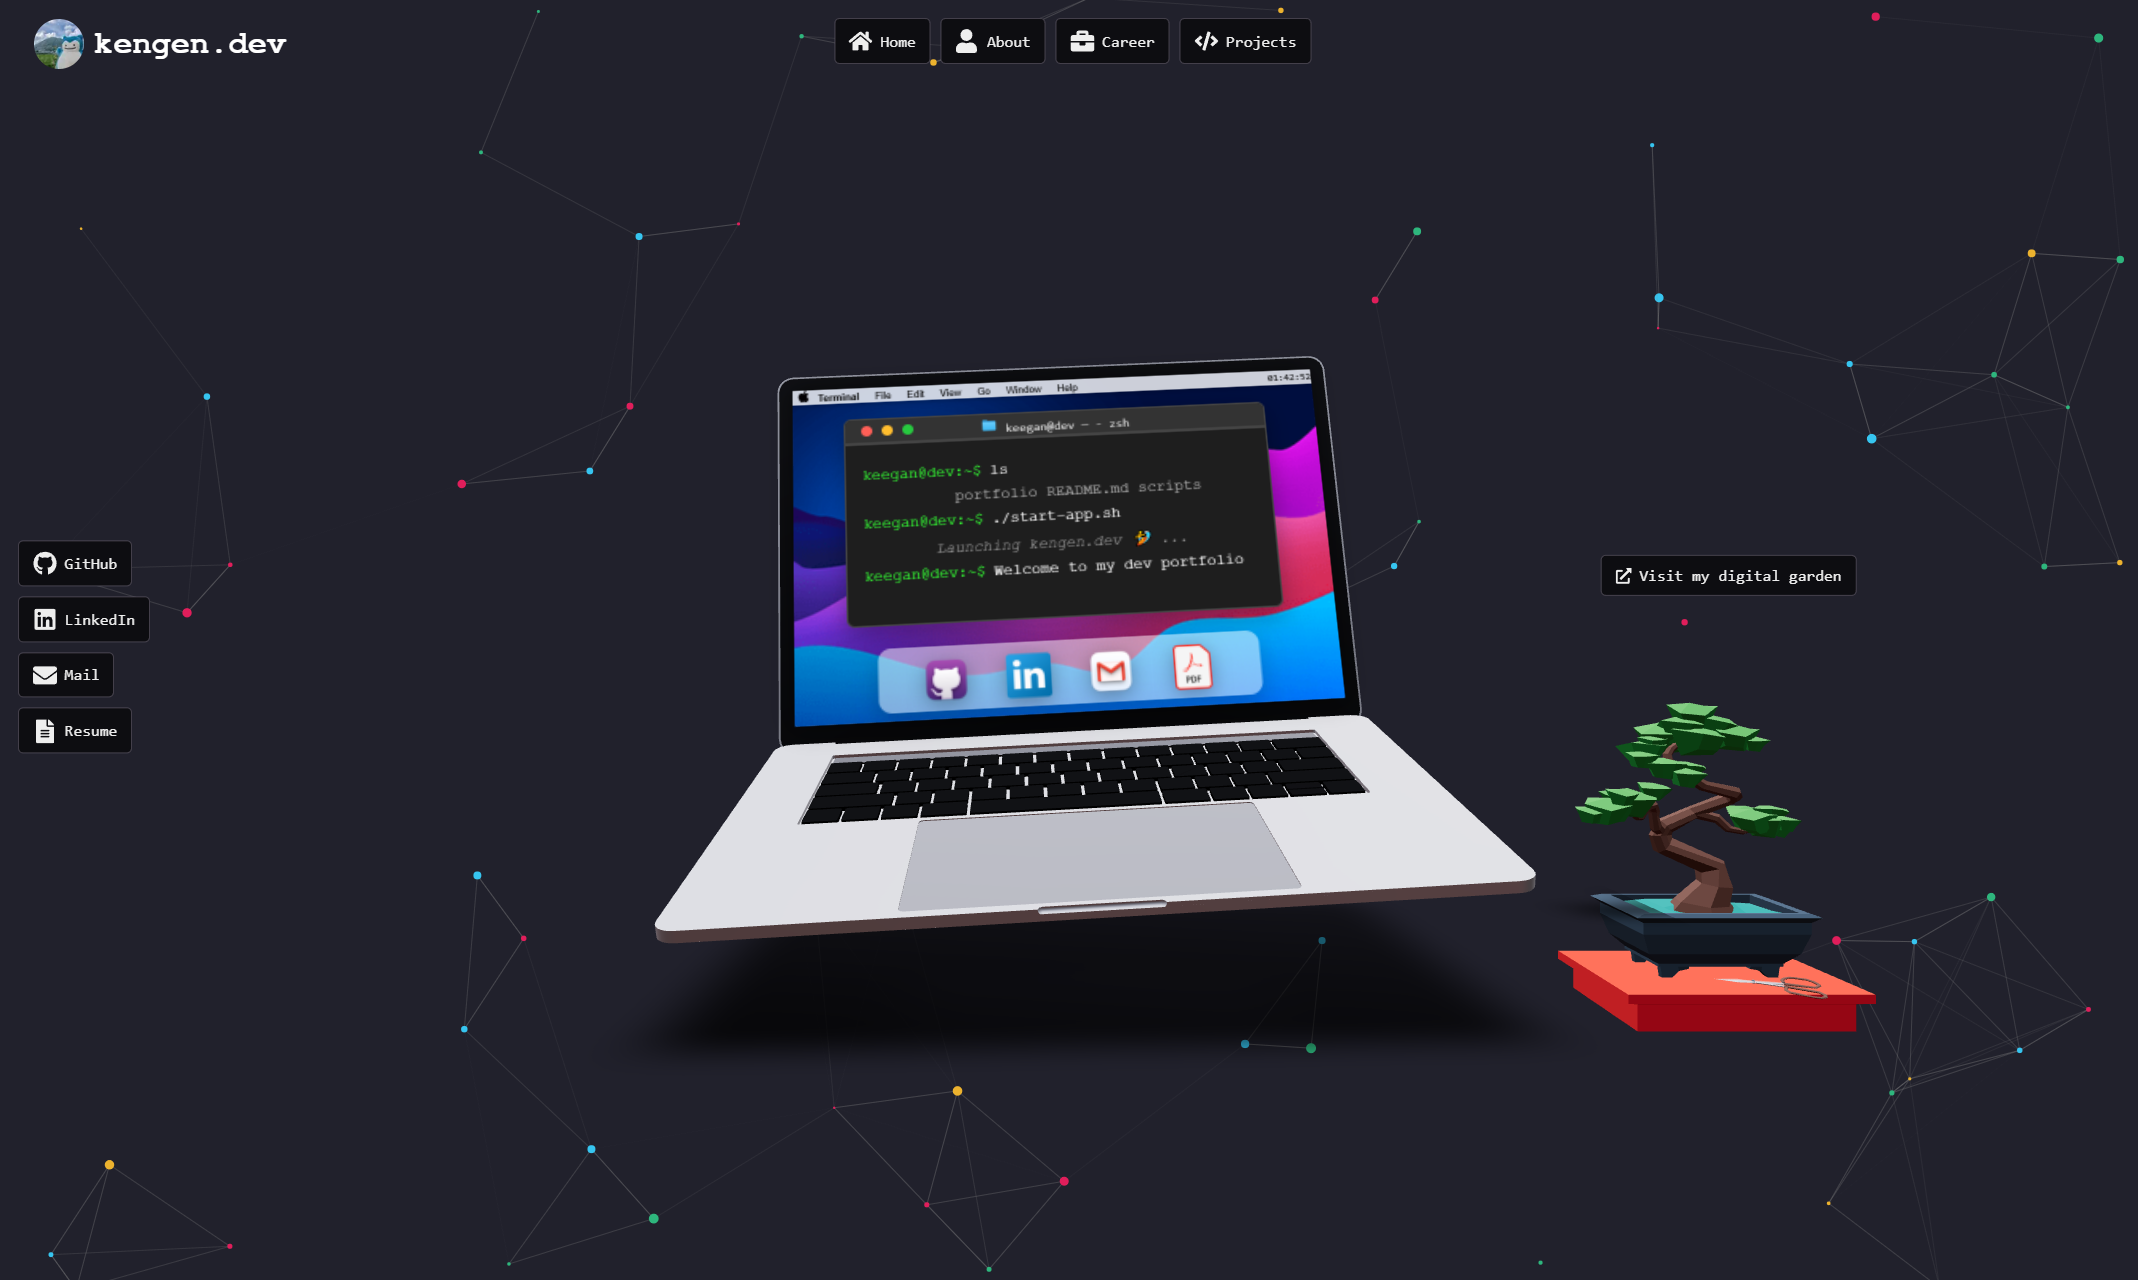 kengen.dev
Home
About
Career
Projects
GitHub
LinkedIn
Mail
Resume
Terminal File Edit View Go Window Help 01:42:52
keegan@dev — - zsh
keegan@dev:~$ ls
portfolio README.md scripts
keegan@dev:~$ ./start-app.sh
Launching kengen.dev 🏄 ...
keegan@dev:~$ Welcome to my dev portfolio
in
PDF
Visit my digital garden